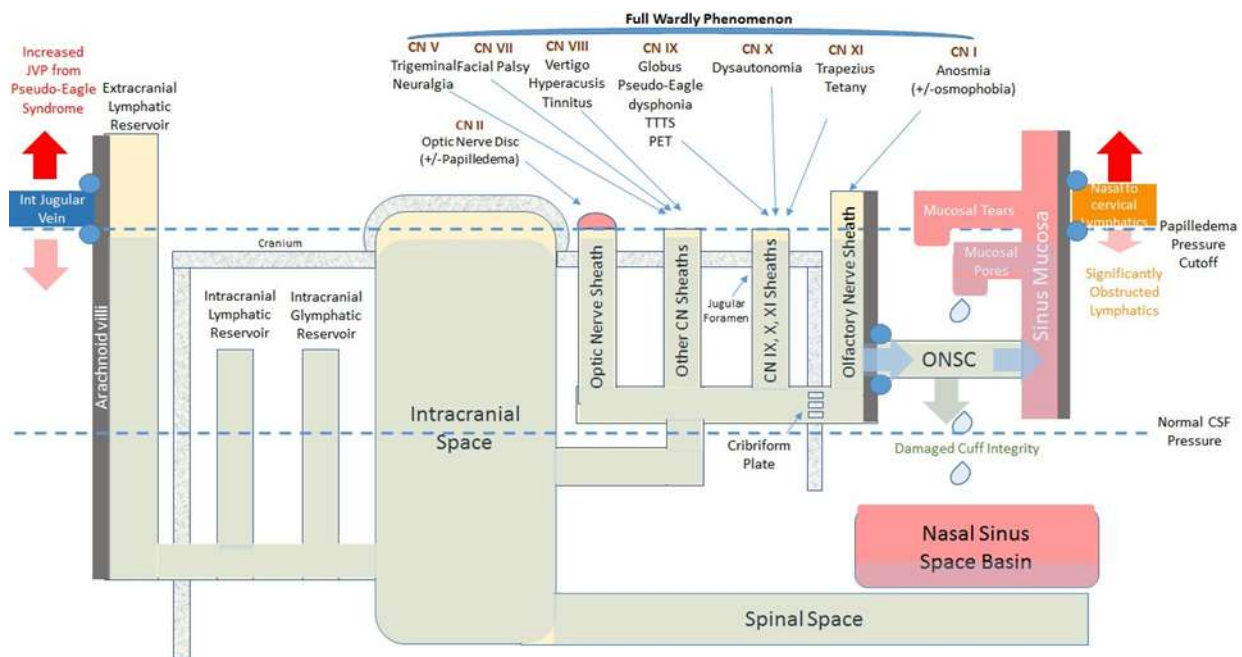 Full Wardly Phenomenon
Increased
JVP from
Pseudo-Eagle
Syndrome
Extracranial
Lymphatic
Reservoir
CN V
Trigeminal
Neuralgia
CN VII
Facial Palsy
CN VIII
Vertigo
Hyperacusis
Tinnitus
CN IX
Globus
Pseudo-Eagle
dysphonia
TTTS
PET
CN X
Dysautonomia
CN XI
Trapezius
Tetany
CN I
Anosmia
(+/-osmophobia)
CN II
Optic Nerve Disc
(+/-Papilledema)
Int Jugular
Vein
Arachnoid villi
Cranium
Intracranial
Lymphatic
Reservoir
Intracranial
Glymphatic
Reservoir
Intracranial
Space
Optic Nerve Sheath
Other CN Sheaths
Jugular
Foramen
CN IX, X, XI Sheaths
Olfactory Nerve Sheath
Cribriform
Plate
Mucosal Tears
Mucosal
Pores
Sinus Mucosa
Nasal to
cervical Lymphatics
Papilledema
Pressure
Cutoff
Significantly
Obstructed
Lymphatics
ONSC
Normal CSF
Pressure
Damaged Cuff Integrity
Nasal Sinus
Space Basin
Spinal Space